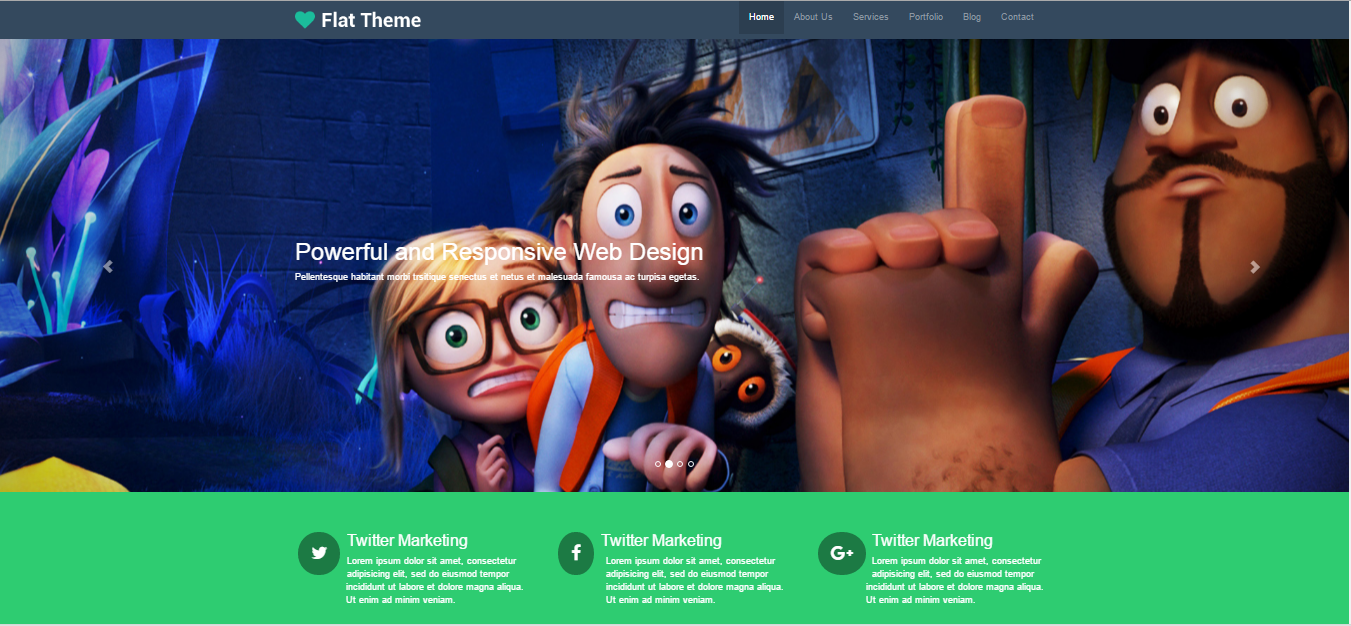 Flat Theme
Home About Us Services Portfolio Blog Contact
Powerful and Responsive Web Design
Pellentesque habitant morbi trsitique senectus et netus et malesuada famousa ac turpisa egetas.
Twitter Marketing
Lorem ipsum dolor sit amet, consectetur
adipisicing elit, sed do eiusmod tempor
incididunt ut labore et dolore magna aliqua.
Ut enim ad minim veniam.
Twitter Marketing
Lorem ipsum dolor sit amet, consectetur
adipisicing elit, sed do eiusmod tempor
incididunt ut labore et dolore magna aliqua.
Ut enim ad minim veniam.
Twitter Marketing
Lorem ipsum dolor sit amet, consectetur
adipisicing elit, sed do eiusmod tempor
incididunt ut labore et dolore magna aliqua.
Ut enim ad minim veniam.